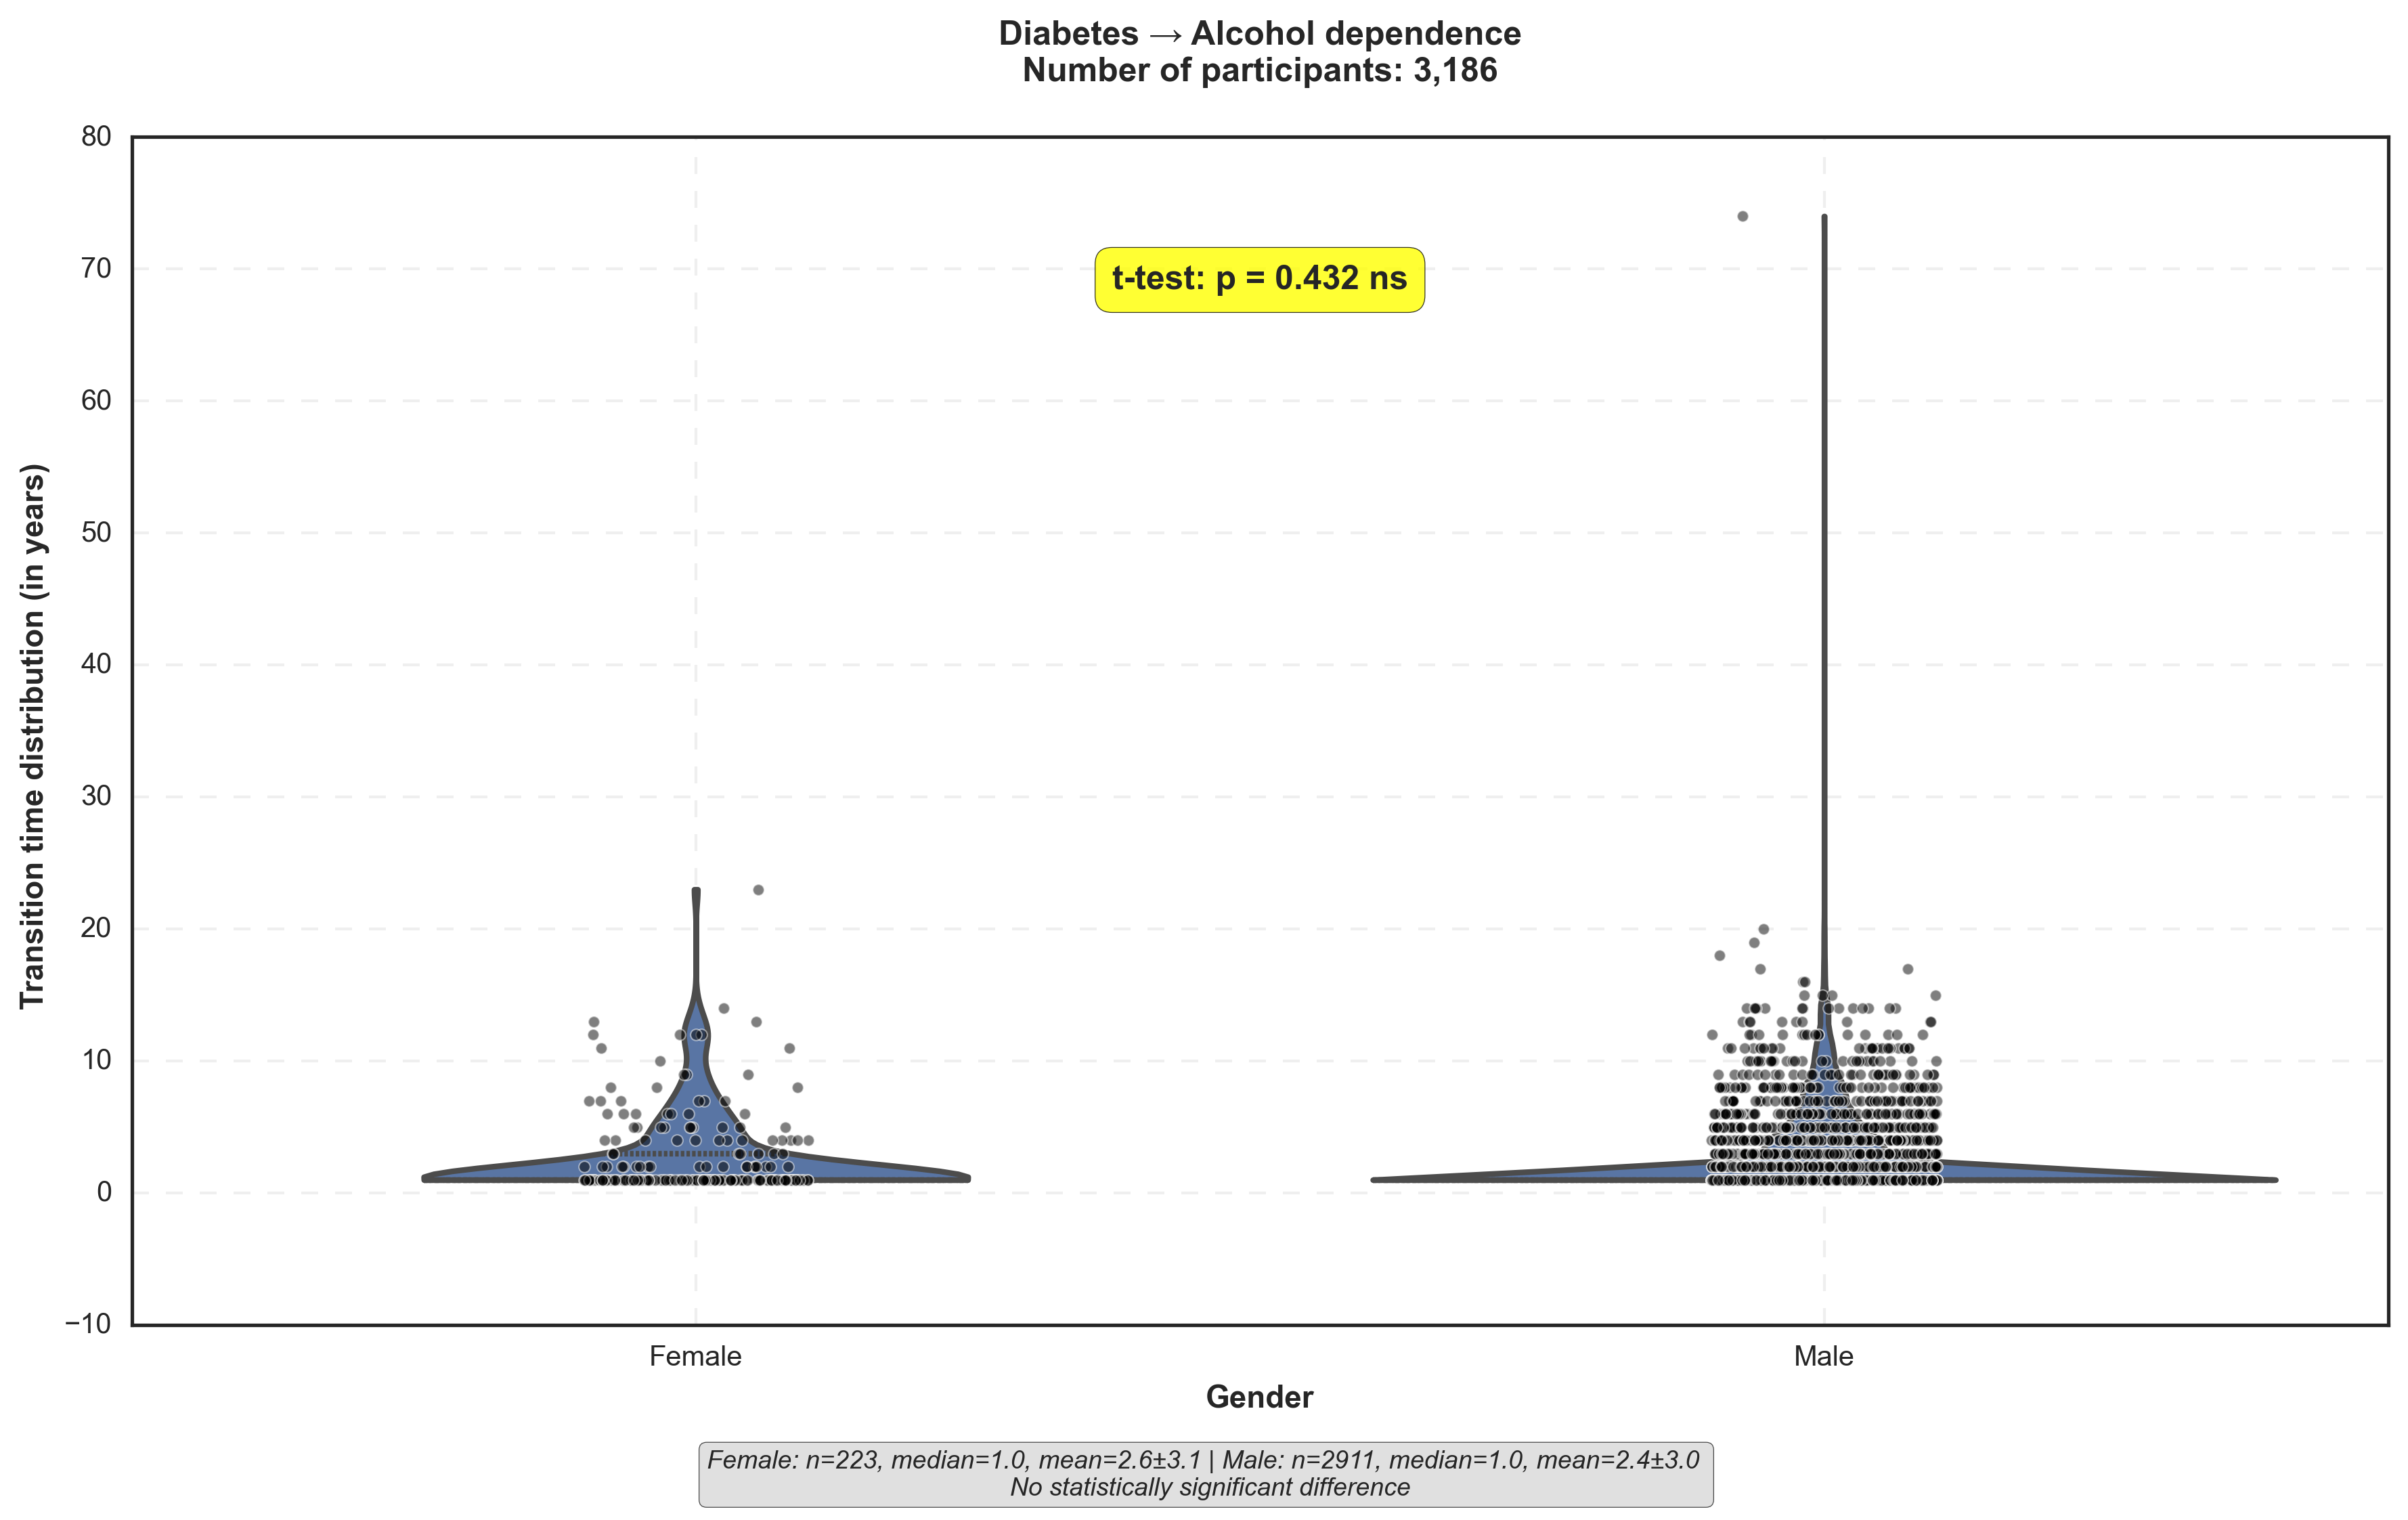 Diabetes → Alcohol dependence
Number of participants: 3,186
80
70
60
50
40
30
20
10
0
−10
Transition time distribution (in years)
t-test: p = 0.432 ns
Female
Male
Gender
Female: n=223, median=1.0, mean=2.6±3.1 | Male: n=2911, median=1.0, mean=2.4±3.0
No statistically significant difference